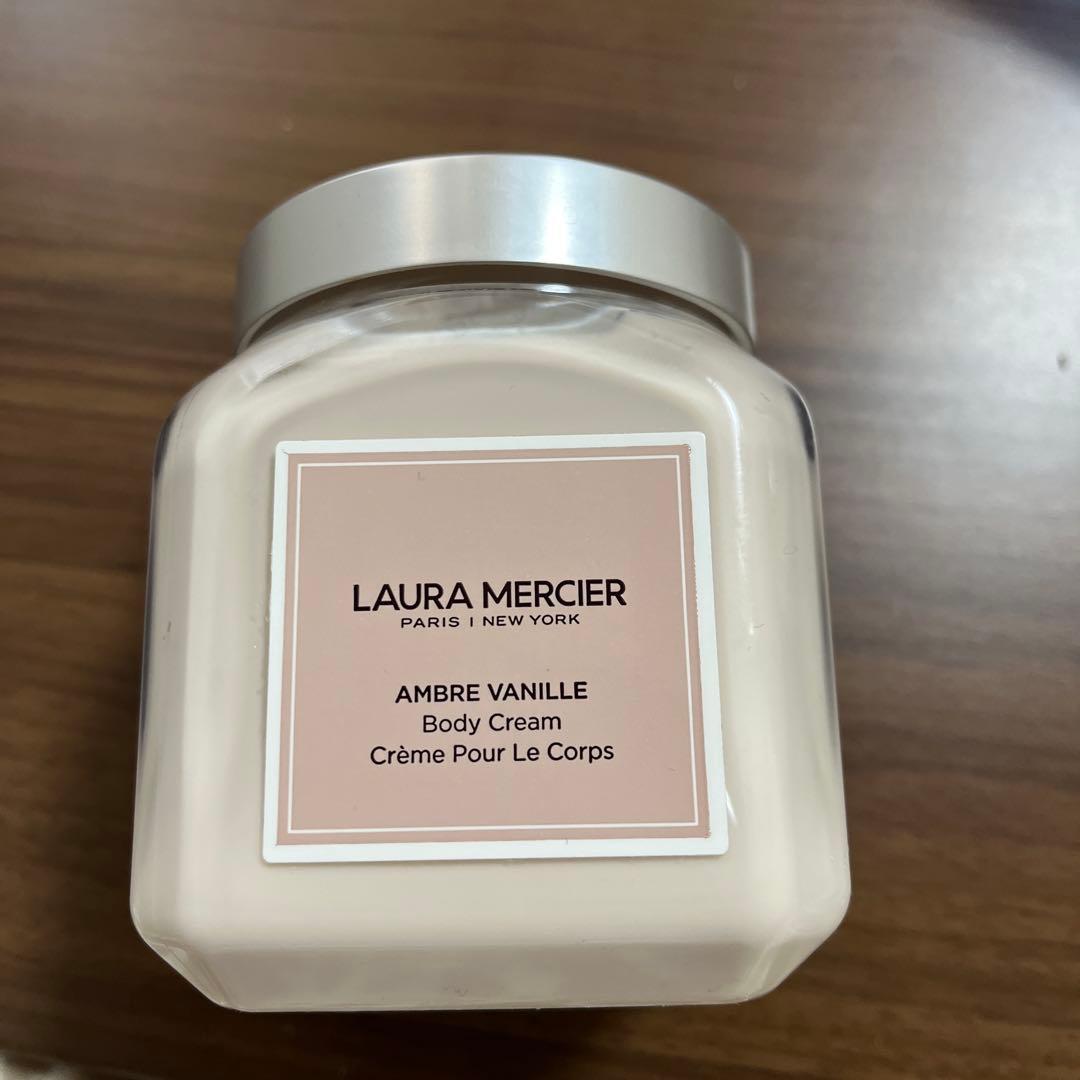 LAURA MERCIER
PARIS | NEW YORK
AMBRE VANILLE
Body Cream
Crème Pour Le Corps